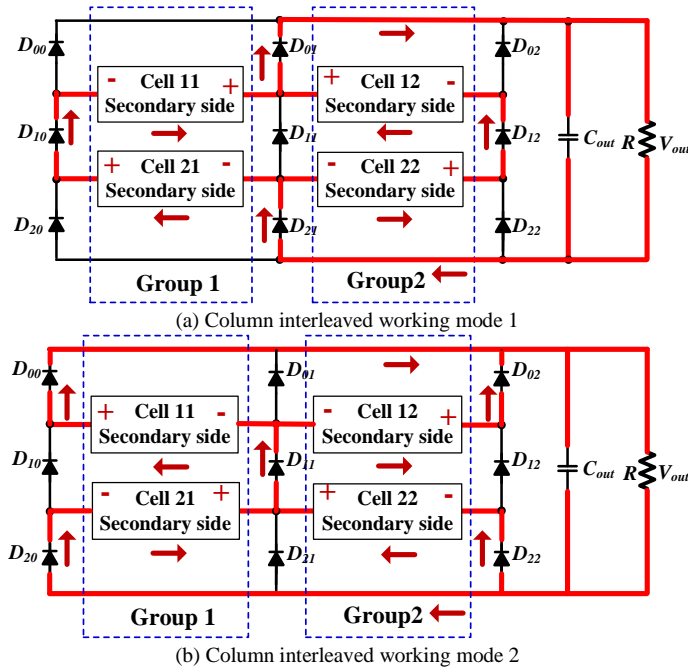 D00 D01 D02
- Cell 11 +
Secondary side
+ Cell 12 -
Secondary side
D10 D11 D12
Cout R Vout
+ Cell 21 -
Secondary side
- Cell 22 +
Secondary side
D20 D21 D22
Group 1 Group2
(a) Column interleaved working mode 1
D00 D01 D02
+ Cell 11 -
Secondary side
- Cell 12 +
Secondary side
D10 D11 D12
Cout R Vout
- Cell 21 +
Secondary side
+ Cell 22 -
Secondary side
D20 D21 D22
Group 1 Group2
(b) Column interleaved working mode 2